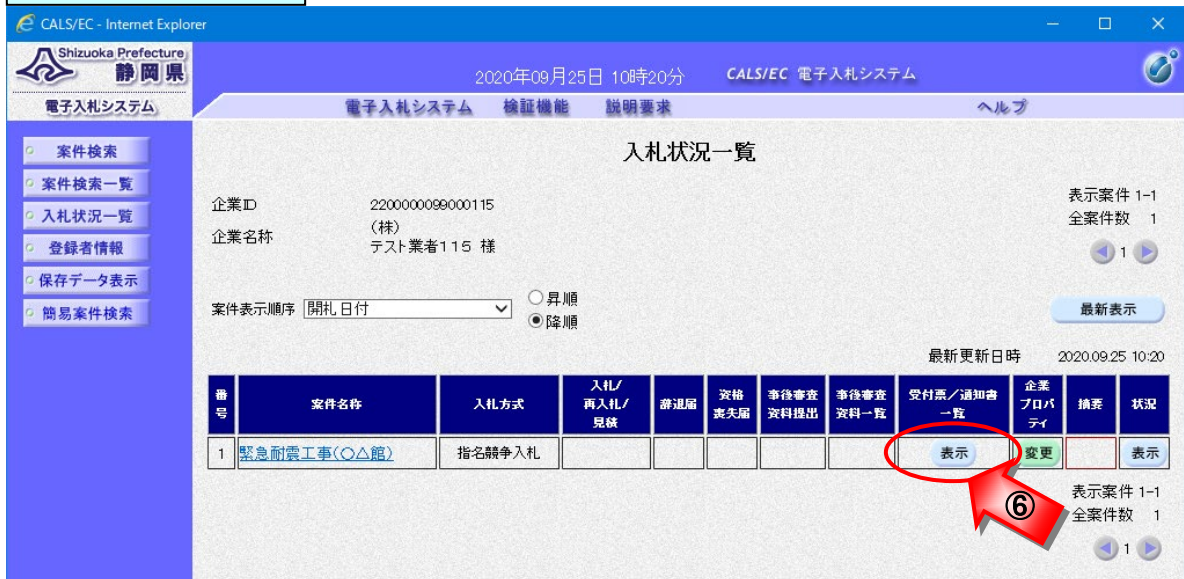 CALS/EC - Internet Explorer
Shizuoka Prefecture
静岡県
2020年09月25日 10時20分 CALS/EC 電子入札システム
電子入札システム
電子入札システム 検証機能 説明要求 ヘルプ
案件検索
案件検索一覧
入札状況一覧
登録者情報
保存データ表示
簡易案件検索
入札状況一覧
企業ID 2200000099000115
企業名称 (株)
テスト業者115 様
表示案件 1-1
全案件数 1
1
案件表示順序 開札日付
昇順
降順
最新表示
最新更新日時 2020.09.25 10:20
番号 案件名称 入札方式 入札/再入札/見積 辞退届 資格喪失届 事後審査資料提出 事後審査資料一覧 受付票/通知書一覧 企業プロパティ 摘要 状況
1 緊急耐震工事(〇△館) 指名競争入札 表示 変更 表示
⑥
表示案件 1-1
全案件数 1
1